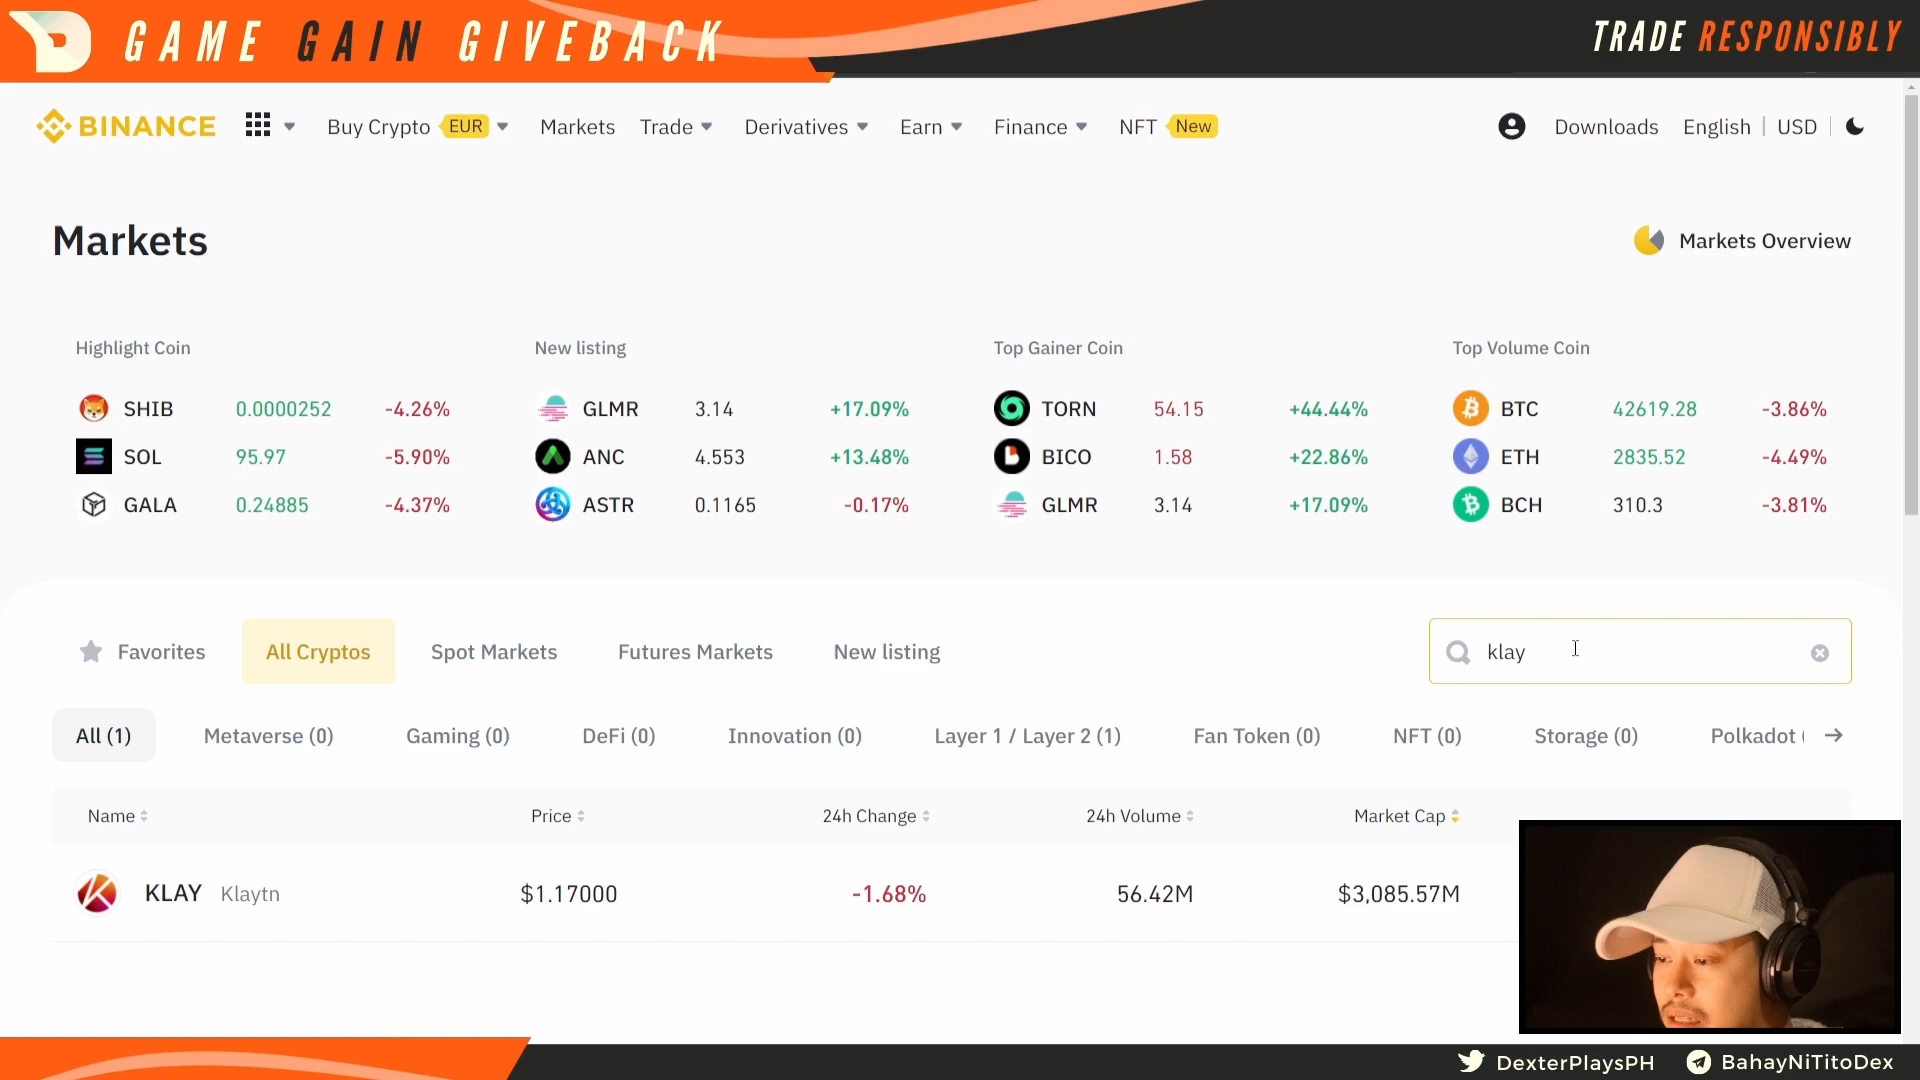 GAME GAIN GIVEBACK
TRADE RESPONSIBLY
BINANCE
Buy Crypto EUR
Markets
Trade
Derivatives
Earn
Finance
NFT New
Downloads
English | USD
Markets
Markets Overview
Highlight Coin
SHIB 0.0000252 -4.26%
SOL 95.97 -5.90%
GALA 0.24885 -4.37%
New listing
GLMR 3.14 +17.09%
ANC 4.553 +13.48%
ASTR 0.1165 -0.17%
Top Gainer Coin
TORN 54.15 +44.44%
BICO 1.58 +22.86%
GLMR 3.14 +17.09%
Top Volume Coin
BTC 42619.28 -3.86%
ETH 2835.52 -4.49%
BCH 310.3 -3.81%
Favorites
All Cryptos
Spot Markets
Futures Markets
New listing
klay
All (1)
Metaverse (0)
Gaming (0)
DeFi (0)
Innovation (0)
Layer 1 / Layer 2 (1)
Fan Token (0)
NFT (0)
Storage (0)
Polkadot (
Name Price 24h Change 24h Volume Market Cap
KLAY Klaytn $1.17000 -1.68% 56.42M $3,085.57M
DexterPlaysPH
BahayNiTitoDex